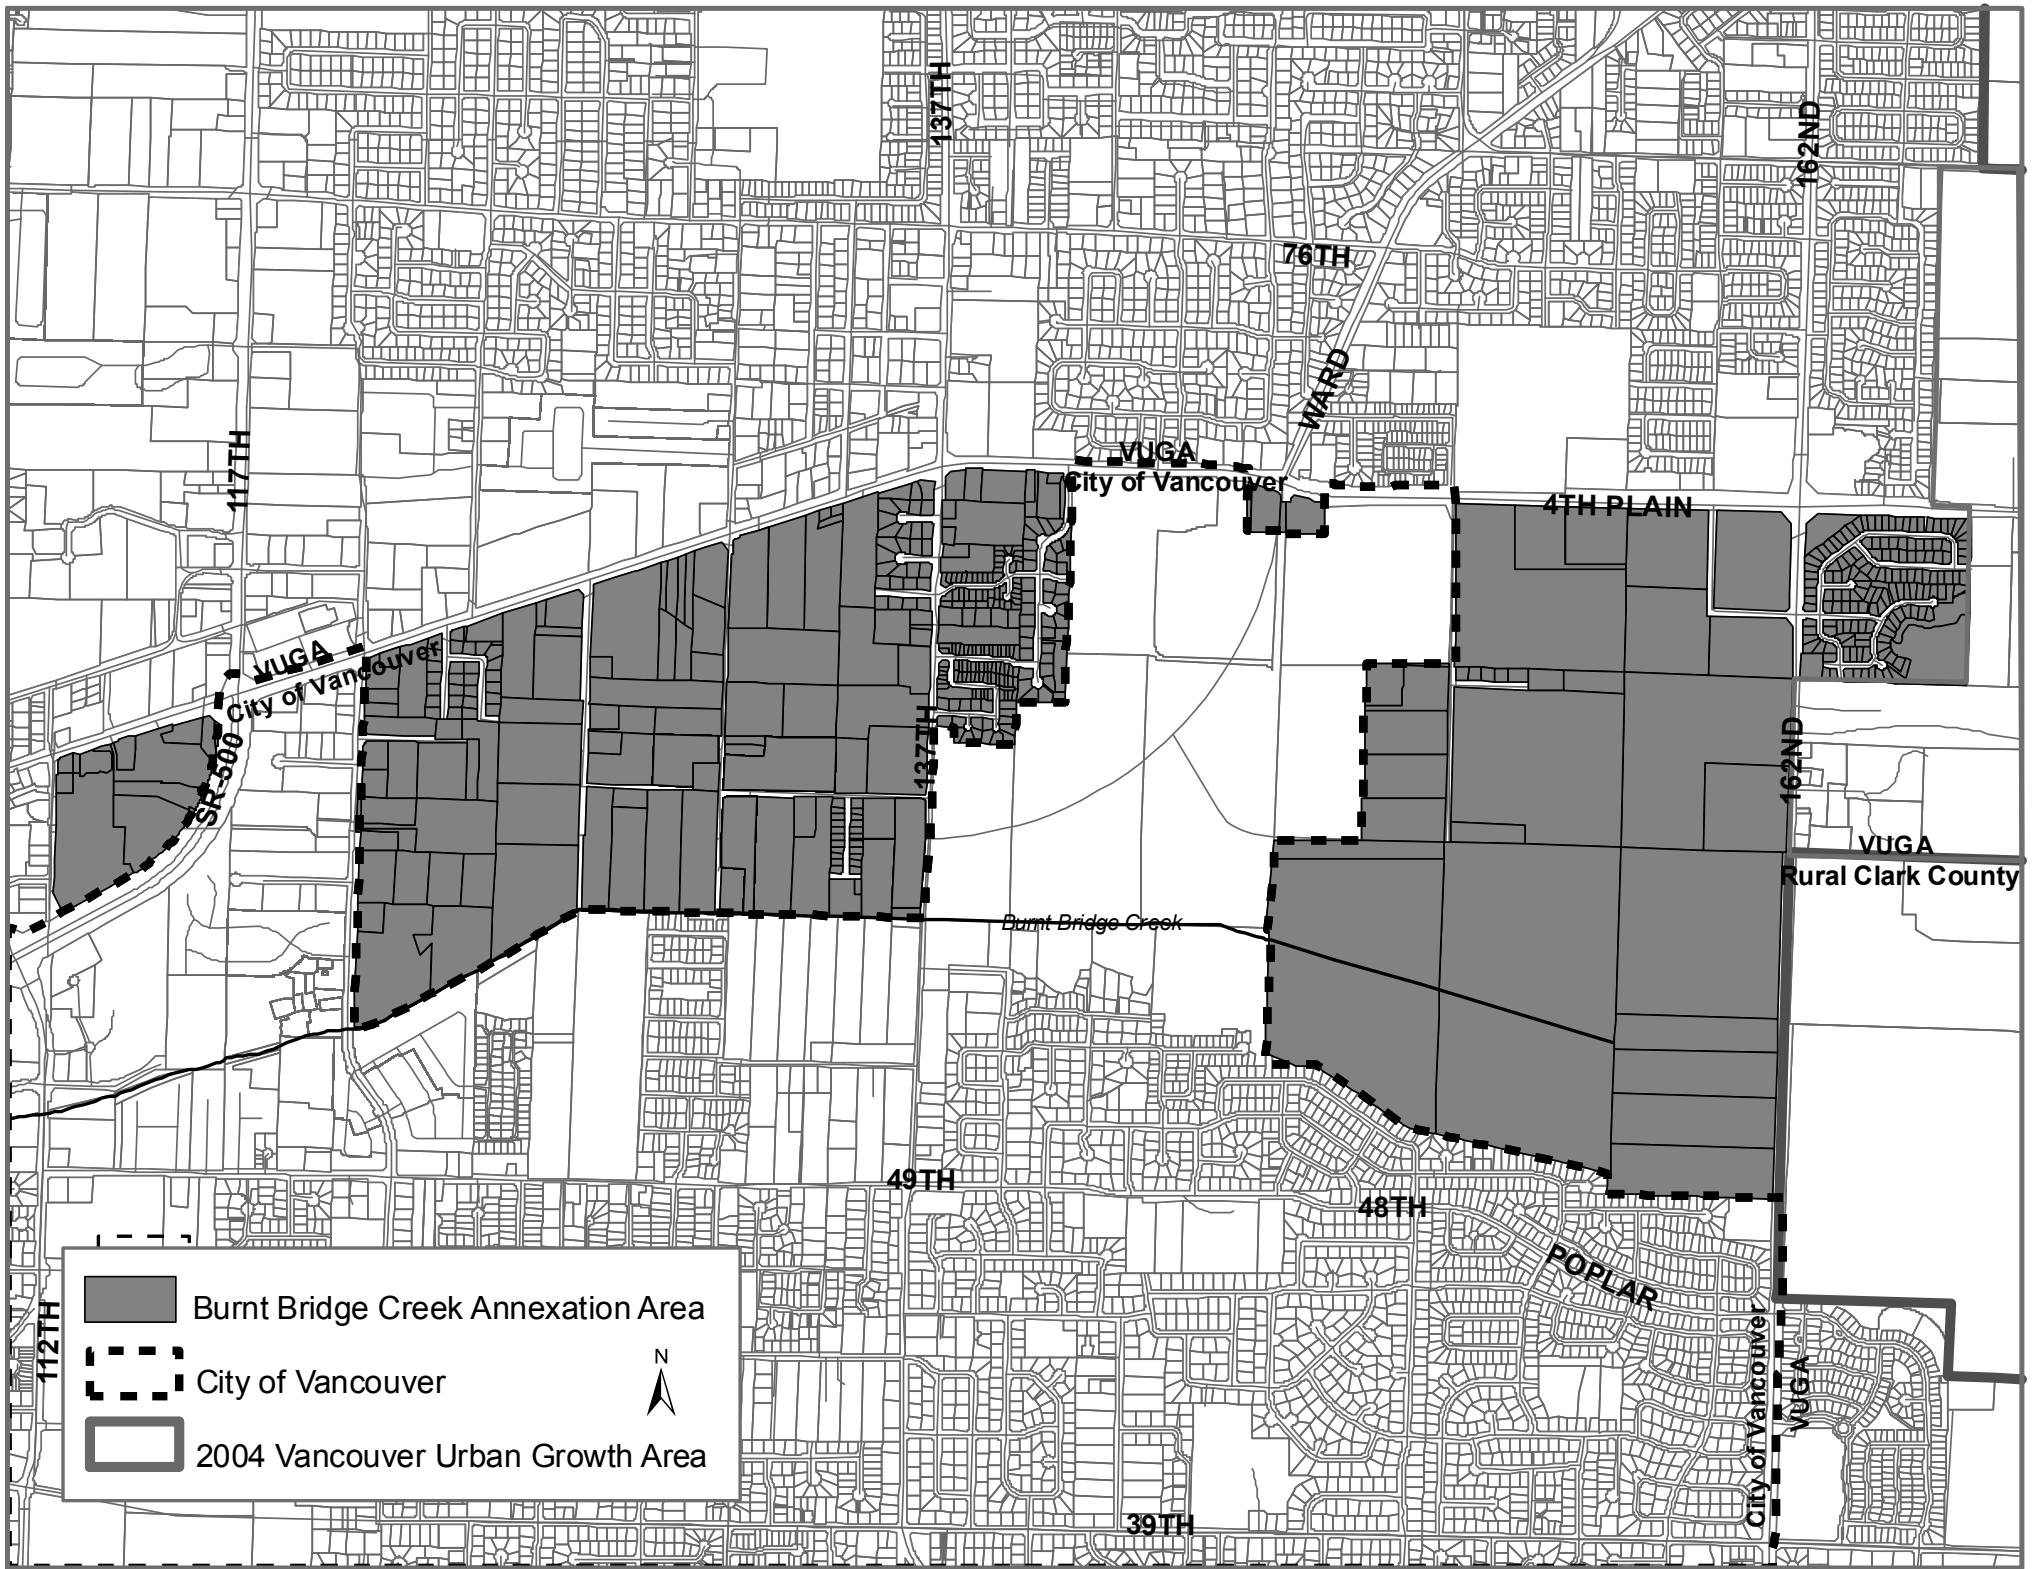 137TH
162ND
76TH
WARD
117TH
VUGA
City of Vancouver
4TH PLAIN
VUGA
City of Vancouver
SR-500
137TH
162ND
VUGA
Rural Clark County
Burnt Bridge Creek
49TH
48TH
POPLAR
112TH
City of Vancouver
VUGA
39TH
Burnt Bridge Creek Annexation Area
City of Vancouver
N
2004 Vancouver Urban Growth Area